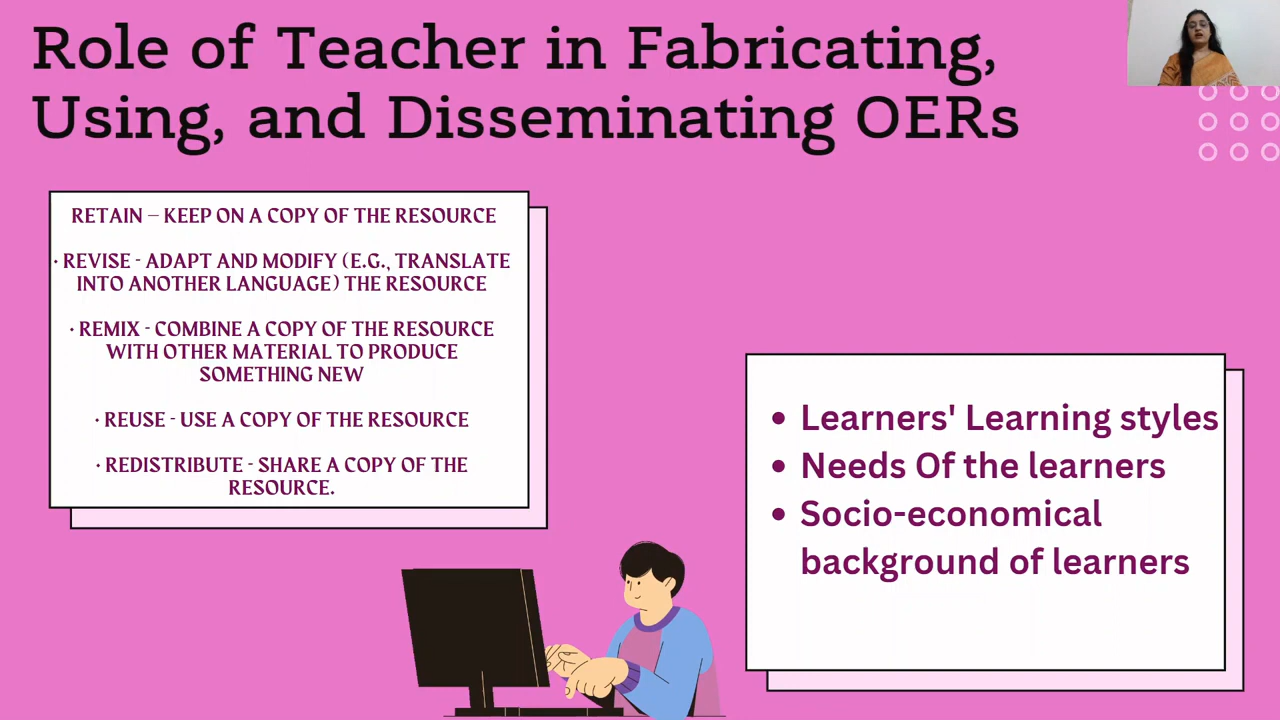 Role of Teacher in Fabricating,
Using, and Disseminating OERs
RETAIN – KEEP ON A COPY OF THE RESOURCE
· REVISE - ADAPT AND MODIFY (E.G., TRANSLATE
INTO ANOTHER LANGUAGE) THE RESOURCE
· REMIX - COMBINE A COPY OF THE RESOURCE
WITH OTHER MATERIAL TO PRODUCE
SOMETHING NEW
· REUSE - USE A COPY OF THE RESOURCE
· REDISTRIBUTE - SHARE A COPY OF THE
RESOURCE.
• Learners' Learning styles
• Needs Of the learners
• Socio-economical
background of learners